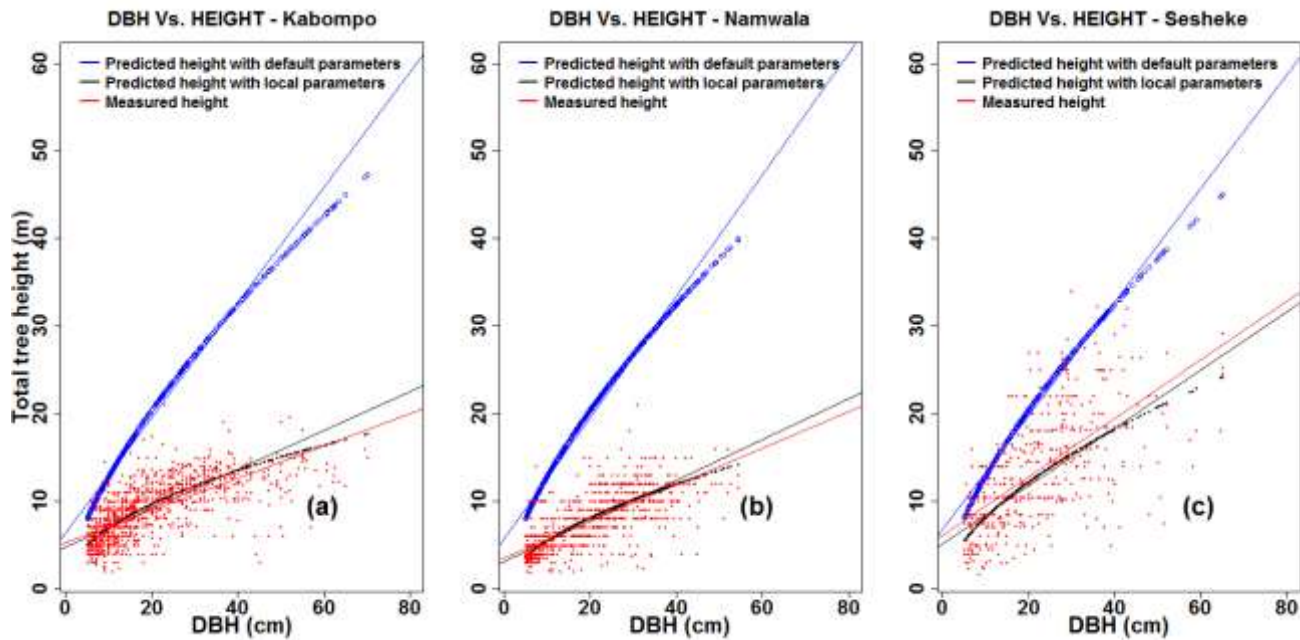 DBH Vs. HEIGHT - Kabompo
DBH Vs. HEIGHT - Namwala
DBH Vs. HEIGHT - Sesheke
Total tree height (m)
60
50
40
30
20
10
0
Predicted height with default parameters
Predicted height with local parameters
Measured height
(a)
0 20 40 60 80
DBH (cm)
60
50
40
30
20
10
0
Predicted height with default parameters
Predicted height with local parameters
Measured height
(b)
0 20 40 60 80
DBH (cm)
60
50
40
30
20
10
0
Predicted height with default parameters
Predicted height with local parameters
Measured height
(c)
0 20 40 60 80
DBH (cm)